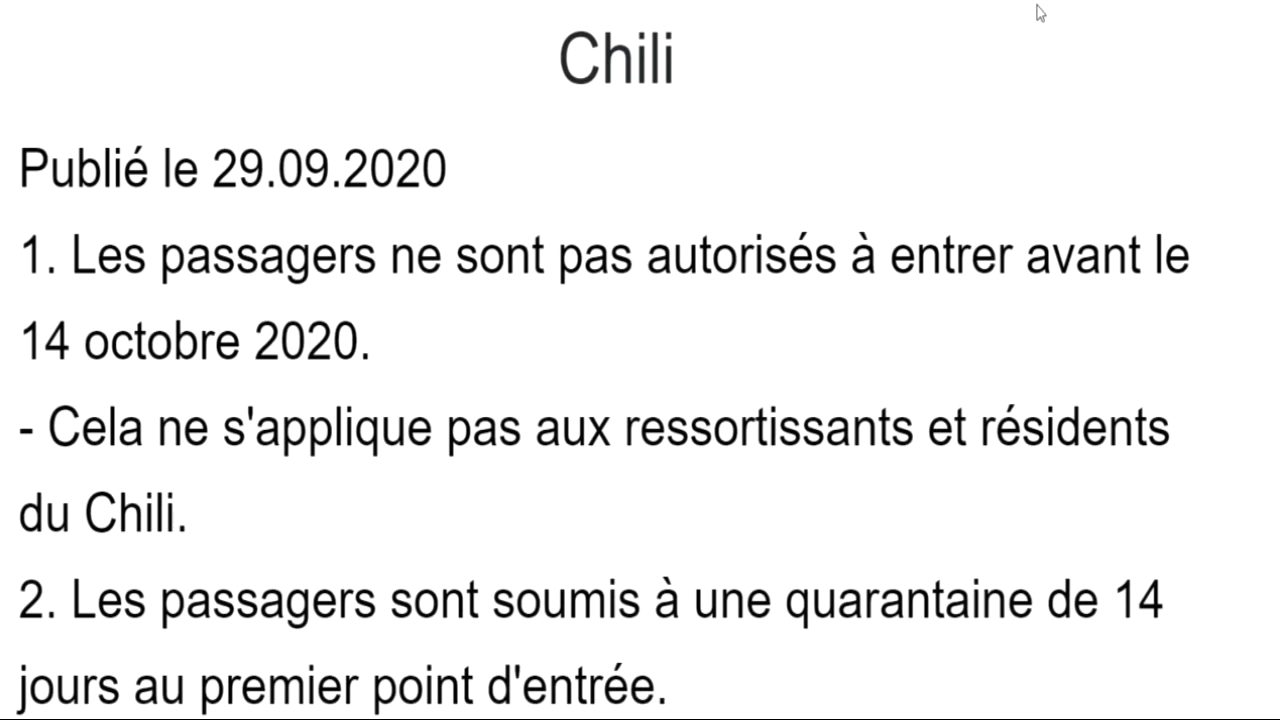 Chili
Publié le 29.09.2020
1. Les passagers ne sont pas autorisés à entrer avant le
14 octobre 2020.
- Cela ne s'applique pas aux ressortissants et résidents
du Chili.
2. Les passagers sont soumis à une quarantaine de 14
jours au premier point d'entrée.